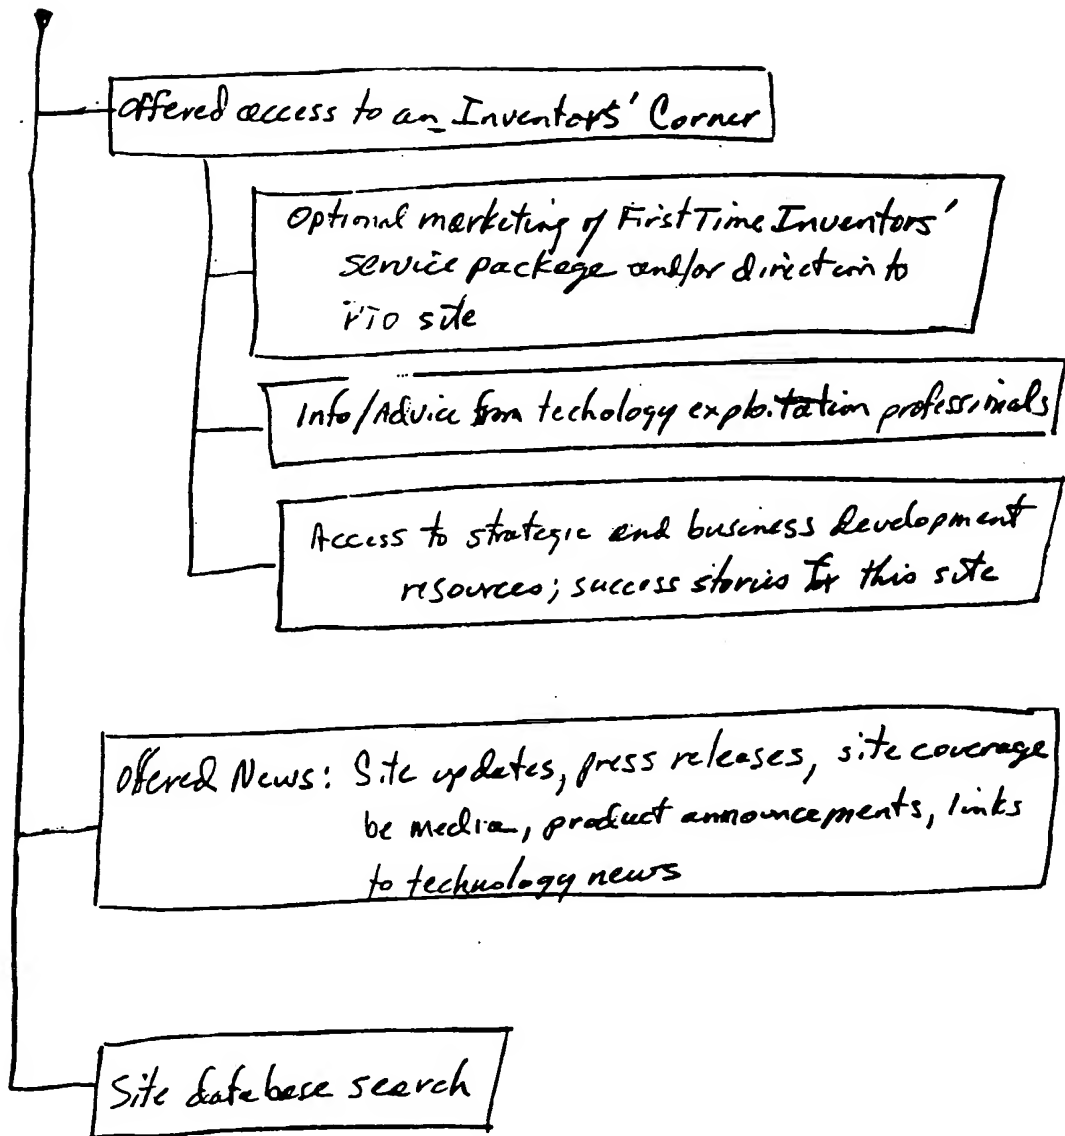 Offered access to an Inventors' Corner
Optional marketing of First Time Inventors'
service package and/or direction to
PTO site
Info/Advice from techology exploitation professionals
Access to strategic and business development
resources; success stories for this site
Offered News: Site updates, press releases, site coverage
be media, product announcements, links
to technology news
Site database search